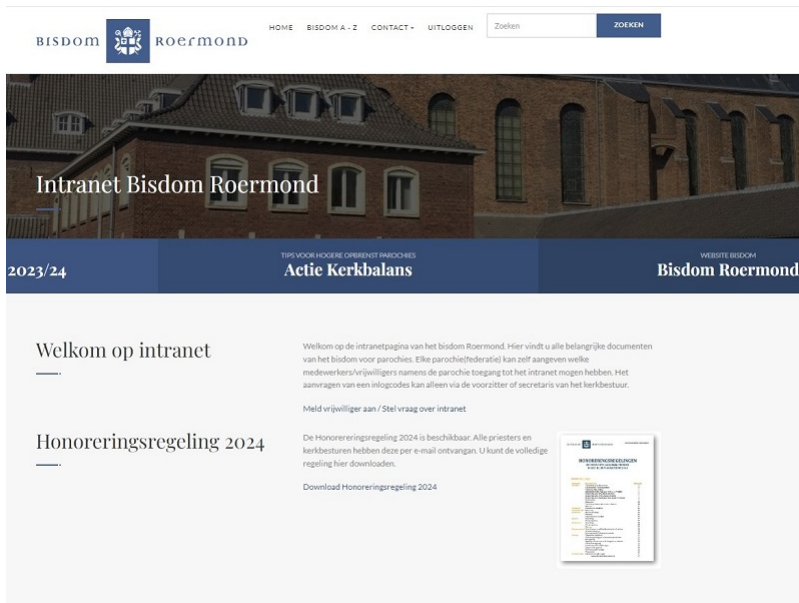 BISDOM ROERMOND
HOME BISDOM A - Z CONTACT UITLOGGEN Zoeken ZOEKEN
Intranet Bisdom Roermond
2023/24
TIPS VOOR HOGERE OPBRENST PAROCHIES
Actie Kerkbalans
WEBSITE BISDOM
Bisdom Roermond
Welkom op intranet
Welkom op de intranetpagina van het bisdom Roermond. Hier vindt u alle belangrijke documenten
van het bisdom voor parochies. Elke parochie(federatie) kan zelf aangeven welke
medewerkers/vrijwilligers namens de parochie toegang tot het intranet mogen hebben. Het
aanvragen van een inlogcodes kan alleen via de voorzitter of secretaris van het kerkbestuur.
Meld vrijwilliger aan / Stel vraag over intranet
Honoreringsregeling 2024
De Honorereringsregeling 2024 is beschikbaar. Alle priesters en
kerkbesturen hebben deze per e-mail ontvangan. U kunt de volledige
regeling hier downloaden.
Download Honoreringsregeling 2024
HONORERINGSREGELINGEN